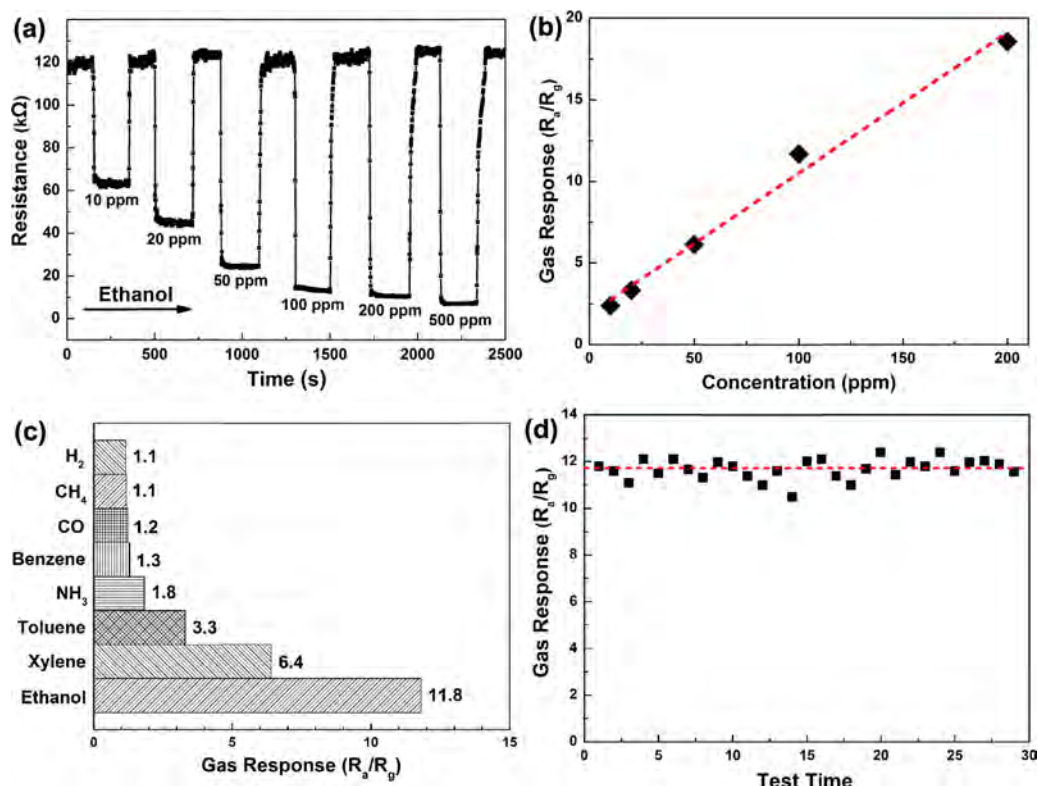 (a)
Resistance (kΩ)
140
120
100
80
60
40
20
0
10 ppm
20 ppm
50 ppm
100 ppm
200 ppm
500 ppm
Ethanol
0 500 1000 1500 2000 2500
Time (s)
(b)
Gas Response (Ra/Rg)
20
15
10
5
0
0 50 100 150 200
Concentration (ppm)
(c)
H2 1.1
CH4 1.1
CO 1.2
Benzene 1.3
NH3 1.8
Toluene 3.3
Xylene 6.4
Ethanol 11.8
0 5 10 15
Gas Response (Ra/Rg)
(d)
Gas Response (Ra/Rg)
14
12
10
8
6
4
2
0
0 5 10 15 20 25 30
Test Time